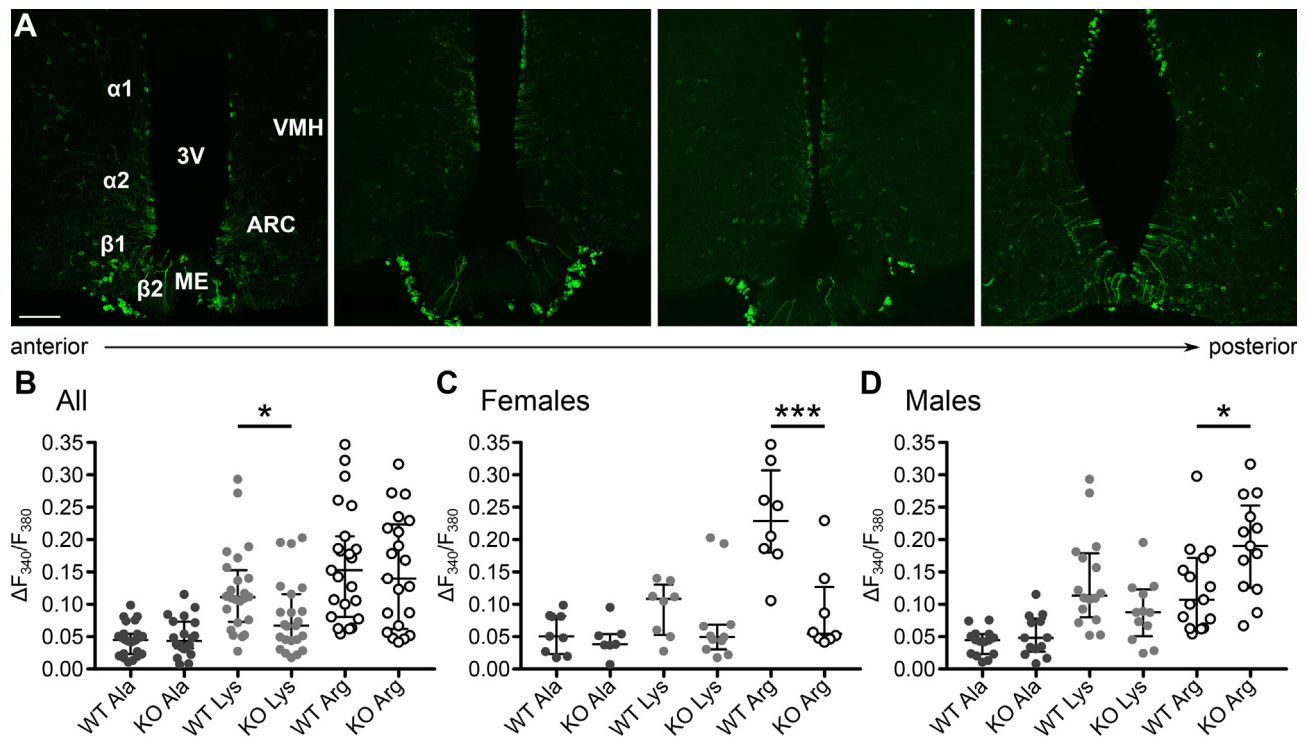 A
α1
VMH
3V
α2
ARC
β1
β2 ME
anterior posterior
B All
*
ΔF340/F380
0.35
0.30
0.25
0.20
0.15
0.10
0.05
0.00
WT Ala
KO Ala
WT Lys
KO Lys
WT Arg
KO Arg
C Females
***
ΔF340/F380
0.35
0.30
0.25
0.20
0.15
0.10
0.05
0.00
WT Ala
KO Ala
WT Lys
KO Lys
WT Arg
KO Arg
D Males
*
ΔF340/F380
0.35
0.30
0.25
0.20
0.15
0.10
0.05
0.00
WT Ala
KO Ala
WT Lys
KO Lys
WT Arg
KO Arg